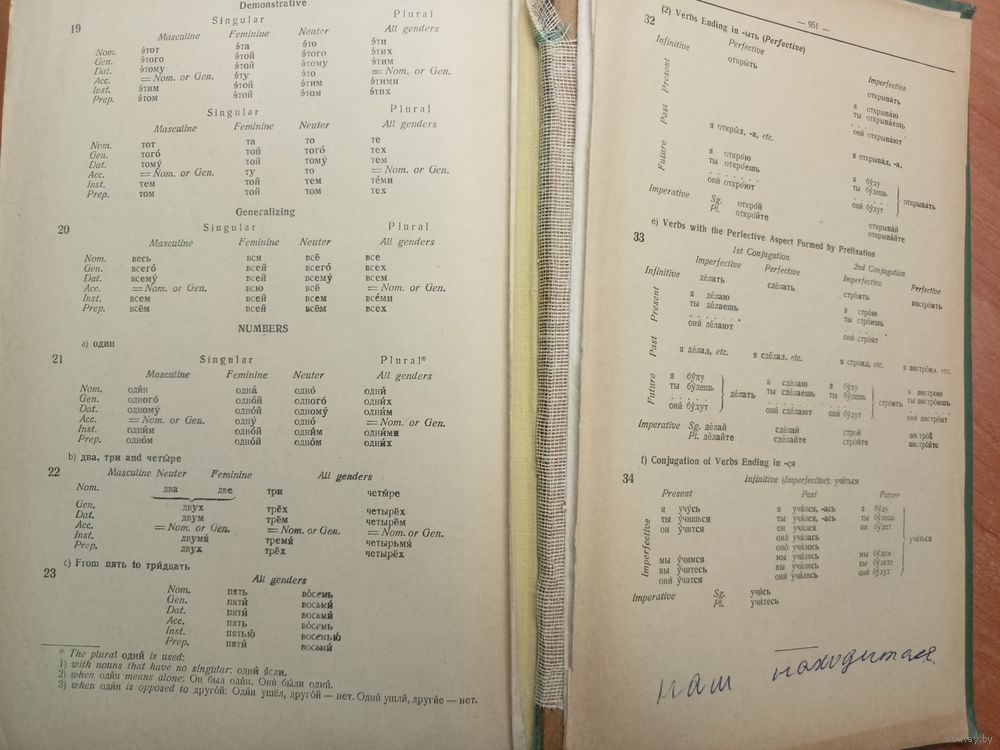 Demonstrative
19 Singular Plural
Masculine Feminine Neuter All genders
Nom. э́тот э́та э́то э́ти
Gen. э́того э́той э́того э́тих
Dat. э́тому э́той э́тому э́тим
Acc. = Nom. or Gen. э́ту э́то = Nom. or Gen.
Inst. э́тим э́той э́тим э́тими
Prep. э́том э́той э́том э́тих
Singular Plural
Masculine Feminine Neuter All genders
Nom. тот та то те
Gen. того́ той того́ тех
Dat. тому́ той тому́ тем
Acc. = Nom. or Gen. ту то = Nom. or Gen.
Inst. тем той тем те́ми
Prep. том той том тех
Generalizing
20 Singular Plural
Masculine Feminine Neuter All genders
Nom. весь вся всё все
Gen. всего́ всей всего́ всех
Dat. всему́ всей всему́ всем
Acc. = Nom. or Gen. всю всё = Nom. or Gen.
Inst. всем всей всем все́ми
Prep. всём всей всём всех
NUMBERS
a) один
21 Singular Plural*
Masculine Feminine Neuter All genders
Nom. оди́н одна́ одно́ одни́
Gen. одного́ одно́й одного́ одни́х
Dat. одному́ одно́й одному́ одни́м
Acc. = Nom. or Gen. одну́ одно́ = Nom. or Gen.
Inst. одни́м одно́й одни́м одни́ми
Prep. одно́м одно́й одно́м одни́х
b) два, три and четы́ре
22 Masculine Neuter Feminine All genders
Nom. два две три четы́ре
Gen. двух трёх четырёх
Dat. двум трём четырём
Acc. = Nom. or Gen. = Nom. or Gen. = Nom. or Gen.
Inst. двумя́ тремя́ четырьмя́
Prep. двух трёх четырёх
c) From пять to три́дцать
23 All genders
Nom. пять во́семь
Gen. пяти́ восьми́
Dat. пяти́ восьми́
Acc. пять во́семь
Inst. пятью́ восемью́
Prep. пяти́ восьми́
* The plural одни́ is used:
1) with nouns that have no singular: одни́ я́сли.
2) when оди́н means alone: Он был оди́н. Они́ бы́ли одни́.
3) when оди́н is opposed to друго́й: Оди́н ушёл, друго́й — нет. Одни́ ушли́, други́е — нет.
— 951 —
(2) Verbs Ending in -ыть (Perfective)
32 Infinitive Perfective Imperfective
откры́ть открыва́ть
Present я открыва́ю
ты открыва́ешь
они́ открыва́ют
Past я откры́л, -а, etc. я открыва́л, -а,
Future я откро́ю я бу́ду
ты откро́ешь ты бу́дешь открыва́ть
они́ откро́ют они́ бу́дут
Imperative Sg. откро́й открыва́й
Pl. откро́йте открыва́йте
e) Verbs with the Perfective Aspect Formed by Prefixation
33 1st Conjugation 2nd Conjugation
Imperfective Perfective Imperfective Perfective
Infinitive де́лать сде́лать стро́ить постро́ить
Present я де́лаю я стро́ю
ты де́лаешь ты стро́ишь
они́ де́лают они́ стро́ят
Past я де́лал, etc. я сде́лал, etc. я стро́ил, etc. я постро́ил, etc.
Future я бу́ду я сде́лаю я бу́ду я постро́ю
ты бу́дешь де́лать ты сде́лаешь ты бу́дешь стро́ить ты постро́ишь
они́ бу́дут они́ сде́лают они́ бу́дут они́ постро́ят
Imperative Sg. де́лай сде́лай строй постро́й
Pl. де́лайте сде́лайте стро́йте постро́йте
f) Conjugation of Verbs Ending in -ся
34 Infinitive (Imperfective): учи́ться
Present Past Future
Imperfective
я учу́сь я учи́лся, -ась я бу́ду
ты у́чишься ты учи́лся, -ась ты бу́дешь
он у́чится он учи́лся он бу́дет
она́ учи́лась
оно́ учи́лось учи́ться
мы у́чимся мы учи́лись мы бу́дем
вы у́читесь вы учи́лись вы бу́дете
они́ у́чатся они́ учи́лись они́ бу́дут
Imperative Sg. учи́сь
Pl. учи́тесь
наш находится
www.ay.by